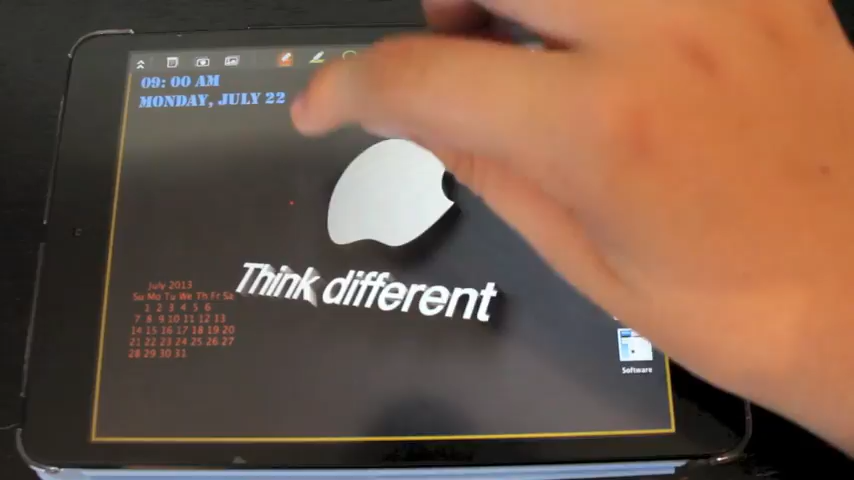 09: 00 AM
MONDAY, JULY 22
Think different
July 2013
Su Mo Tu We Th Fr Sa
1 2 3 4 5 6
7 8 9 10 11 12 13
14 15 16 17 18 19 20
21 22 23 24 25 26 27
28 29 30 31
Software